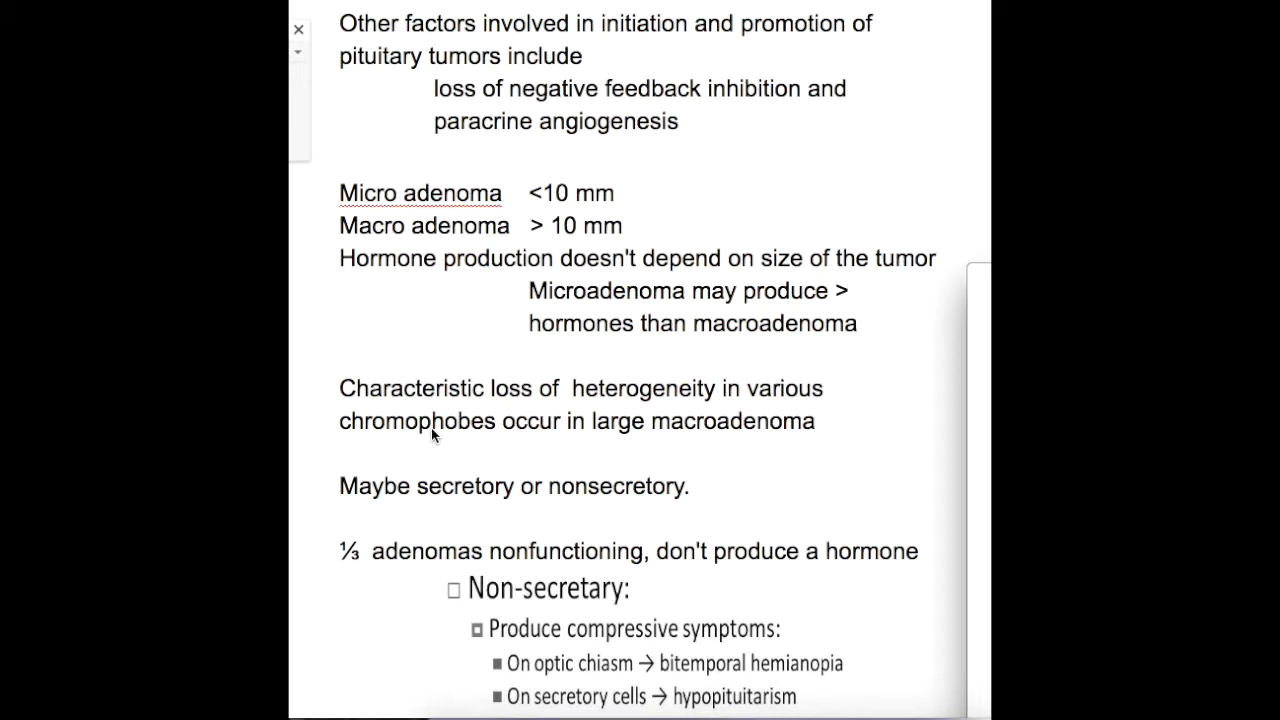 Other factors involved in initiation and promotion of
pituitary tumors include
loss of negative feedback inhibition and
paracrine angiogenesis
Micro adenoma <10 mm
Macro adenoma > 10 mm
Hormone production doesn't depend on size of the tumor
Microadenoma may produce >
hormones than macroadenoma
Characteristic loss of heterogeneity in various
chromophobes occur in large macroadenoma
Maybe secretory or nonsecretory.
⅓ adenomas nonfunctioning, don't produce a hormone
Non-secretary:
Produce compressive symptoms:
On optic chiasm → bitemporal hemianopia
On secretory cells → hypopituitarism